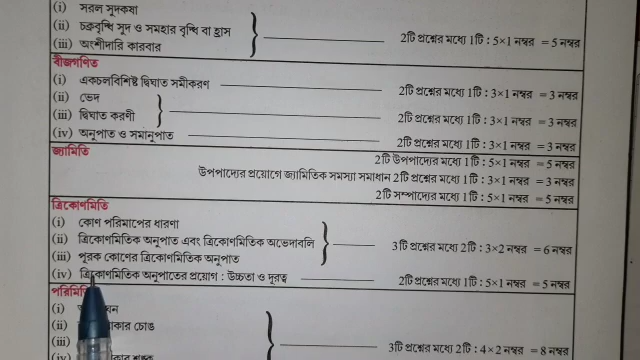 (i) সরল সুদকষা
(ii) চক্রবৃদ্ধি সুদ ও সমহার বৃদ্ধি বা হ্রাস
2টি প্রশ্নের মধ্যে 1টি : 5×1 নম্বর = 5 নম্বর
(iii) অংশীদারি কারবার
বীজগণিত
(i) একচলবিশিষ্ট দ্বিঘাত সমীকরণ 2টি প্রশ্নের মধ্যে 1টি : 3×1 নম্বর = 3 নম্বর
(ii) ভেদ
2টি প্রশ্নের মধ্যে 1টি : 3×1 নম্বর = 3 নম্বর
(iii) দ্বিঘাত করণী
(iv) অনুপাত ও সমানুপাত 2টি প্রশ্নের মধ্যে 1টি : 3×1 নম্বর = 3 নম্বর
জ্যামিতি
2টি উপপাদ্যের মধ্যে 1টি : 5×1 নম্বর = 5 নম্বর
উপপাদ্যের প্রয়োগে জ্যামিতিক সমস্যা সমাধান 2টি প্রশ্নের মধ্যে 1টি : 3×1 নম্বর = 3 নম্বর
2টি সম্পাদ্যের মধ্যে 1টি : 5×1 নম্বর = 5 নম্বর
ত্রিকোণমিতি
(i) কোণ পরিমাপের ধারণা
(ii) ত্রিকোণমিতিক অনুপাত এবং ত্রিকোণমিতিক অভেদাবলি 3টি প্রশ্নের মধ্যে 2টি : 3×2 নম্বর = 6 নম্বর
(iii) পূরক কোণের ত্রিকোণমিতিক অনুপাত
(iv) ত্রিকোণমিতিক অনুপাতের প্রয়োগ : উচ্চতা ও দূরত্ব 2টি প্রশ্নের মধ্যে 1টি : 5×1 নম্বর = 5 নম্বর
(i)
(ii) চোঙ
(iii) 3টি প্রশ্নের মধ্যে 2টি : 4×2 নম্বর = 8 নম্বর
(iv) শঙ্কু